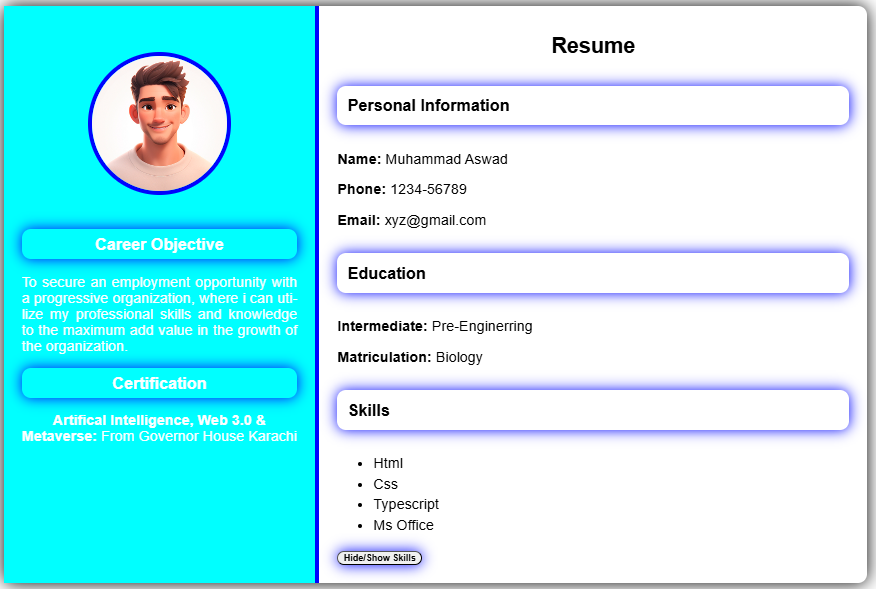 Career Objective
To secure an employment opportunity with
a progressive organization, where i can uti-
lize my professional skills and knowledge
to the maximum add value in the growth of
the organization.
Certification
Artifical Intelligence, Web 3.0 &
Metaverse: From Governor House Karachi
Resume
Personal Information
Name: Muhammad Aswad
Phone: 1234-56789
Email: xyz@gmail.com
Education
Intermediate: Pre-Enginerring
Matriculation: Biology
Skills
• Html
• Css
• Typescript
• Ms Office
Hide/Show Skills